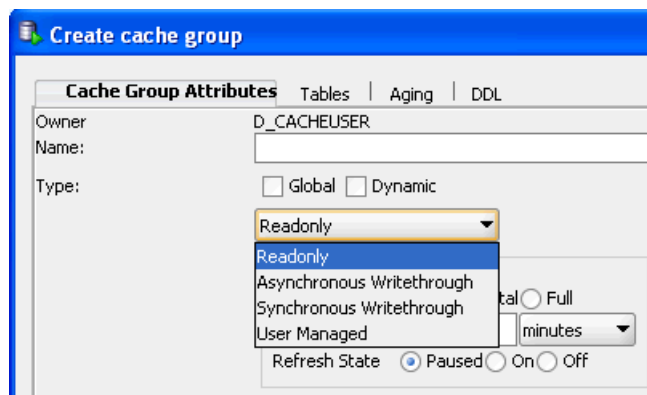 Create cache group
Cache Group Attributes Tables Aging DDL
Owner D_CACHEUSER
Name:
Type: Global Dynamic
Readonly
Readonly
Asynchronous Writethrough
Synchronous Writethrough
Full
User Managed
minutes
Refresh State Paused On Off